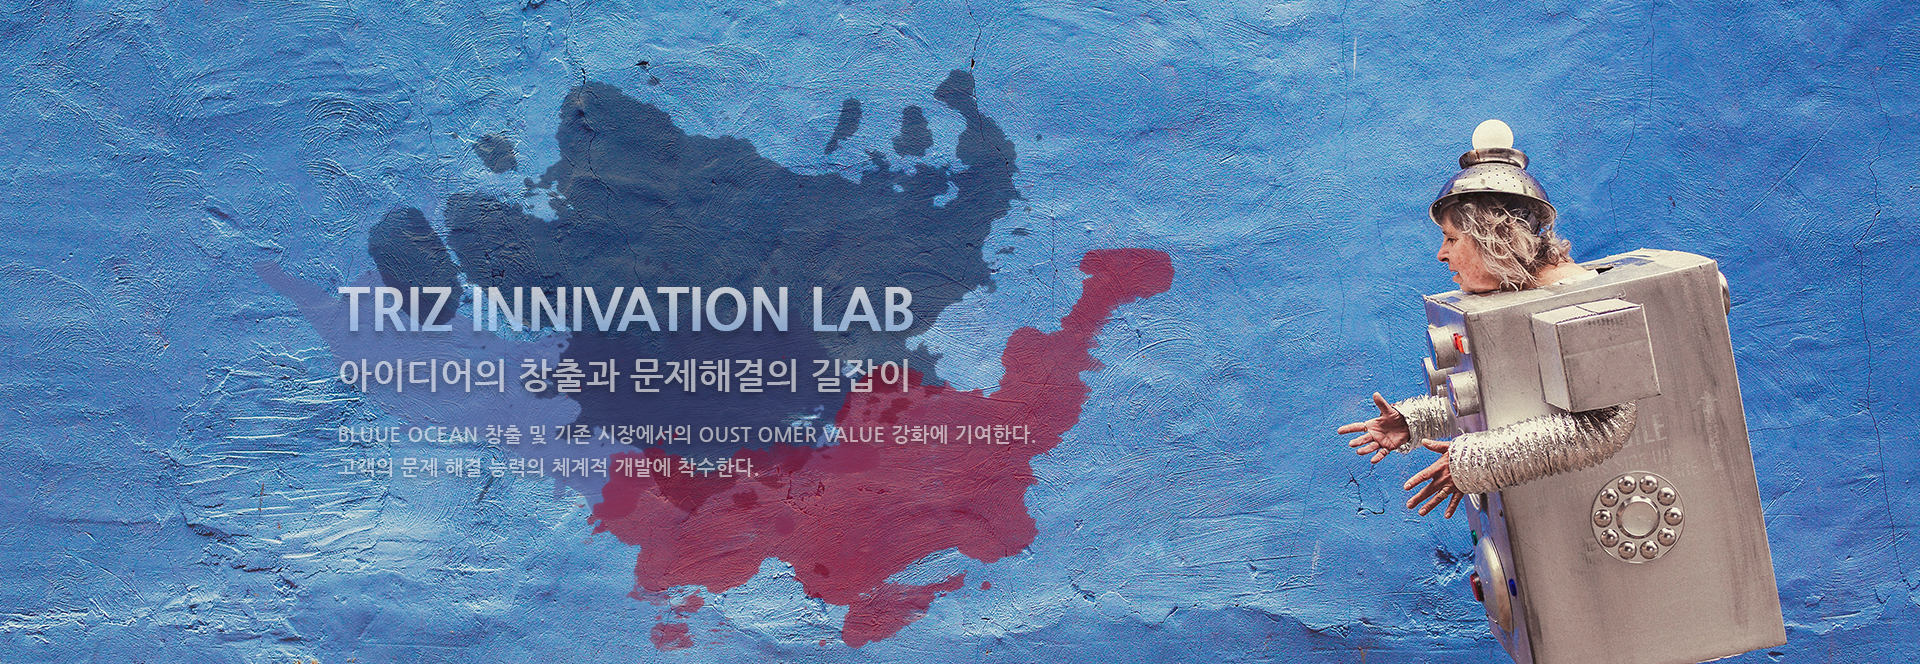 TRIZ INNIVATION LAB
아이디어의 창출과 문제해결의 길잡이
BLUUE OCEAN 창출 및 기존 시장에서의 OUST OMER VALUE 강화에 기여한다.
고객의 문제 해결 능력의 체계적 개발에 착수한다.